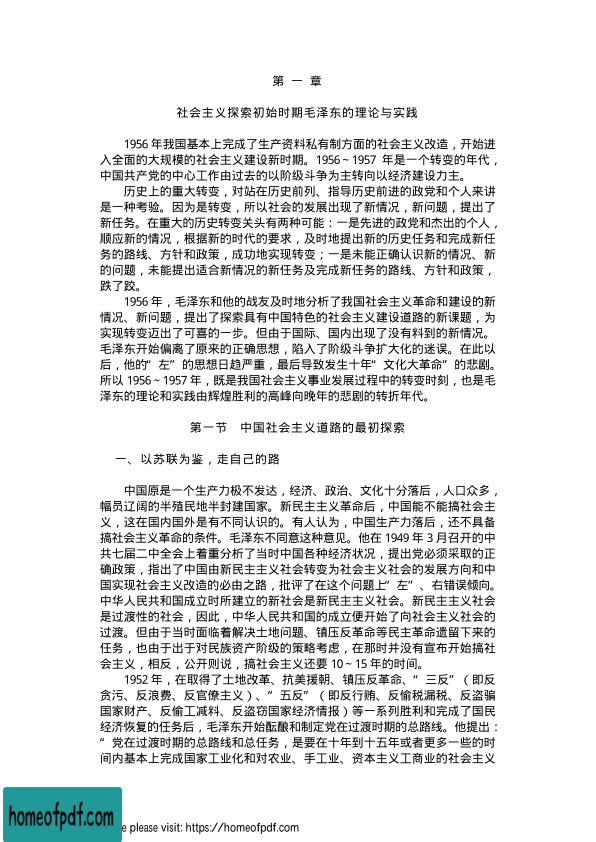 第 一 章
社会主义探索初始时期毛泽东的理论与实践
1956 年我国基本上完成了生产资料私有制方面的社会主义改造，开始进
入全面的大规模的社会主义建设新时期。1956～1957 年是一个转变的年代，
中国共产党的中心工作由过去的以阶级斗争为主转向以经济建设力主。
历史上的重大转变，对站在历史前列、指导历史前进的政党和个人来讲
是一种考验。因为是转变，所以社会的发展出现了新情况，新问题，提出了
新任务。在重大的历史转变关头有两种可能：一是先进的政党和杰出的个人，
顺应新的情况，根据新的时代的要求，及时地提出新的历史任务和完成新任
务的路线、方针和政策，成功地实现转变；一是未能正确认识新的情况、新
的问题，未能提出适合新情况的新任务及完成新任务的路线、方针和政策，
跌了跤。
1956 年，毛泽东和他的战友及时地分析了我国社会主义革命和建设的新
情况、新问题，提出了探索具有中国特色的社会主义建设道路的新课题，为
实现转变迈出了可喜的一步。但由于国际、国内出现了没有料到的新情况。
毛泽东开始偏离了原来的正确思想，陷入了阶级斗争扩大化的迷误。在此以
后，他的“左”的思想日趋严重，最后导致发生十年“文化大革命”的悲剧。
所以 1956～1957 年，既是我国社会主义事业发展过程中的转变时刻，也是毛
泽东的理论和实践由辉煌胜利的高峰向晚年的悲剧的转折年代。
第一节 中国社会主义道路的最初探索
一、以苏联为鉴，走自己的路
中国原是一个生产力极不发达，经济、政治、文化十分落后，人口众多，
幅员辽阔的半殖民地半封建国家。新民主主义革命后，中国能不能搞社会主
义，这在国内国外是有不同认识的。有人认为，中国生产力落后，还不具备
搞社会主义革命的条件。毛泽东不同意这种意见。他在 1949 年 3 月召开的中
共七届二中全会上着重分析了当时中国各种经济状况，提出党必须采取的正
确政策，指出了中国由新民主主义社会转变为社会主义社会的发展方向和中
国实现社会主义改造的必由之路，批评了在这个问题上“左”、右错误倾向。
中华人民共和国成立时所建立的新社会是新民主主义社会。新民主主义社会
是过渡性的社会，因此，中华人民共和国的成立便开始了向社会主义社会的
过渡。但由于当时面临着解决土地问题、镇压反革命等民主革命遗留下来的
任务，也由于出于对民族资产阶级的策略考虑，在那时并没有宣布开始搞社
会主义，相反，公开则说，搞社会主义还要 10～15 年的时间。
1952 年，在取得了土地改革、抗美援朝、镇压反革命、“三反”（即反
贪污、反浪费、反官僚主义）、“五反”（即反行贿、反偷税漏税、反盗骗
国家财产、反偷工减料、反盗窃国家经济情报）等一系列胜利和完成了国民
经济恢复的任务后，毛泽东开始酝酿和制定党在过渡时期的总路线。他提出：
“党在过渡时期的总路线和总任务，是要在十年到十五年或者更多一些的时
间内基本上完成国家工业化和对农业、手工业、资本主义工商业的社会主义
homeofpdf.com
e please visit: https://homeofpdf.com